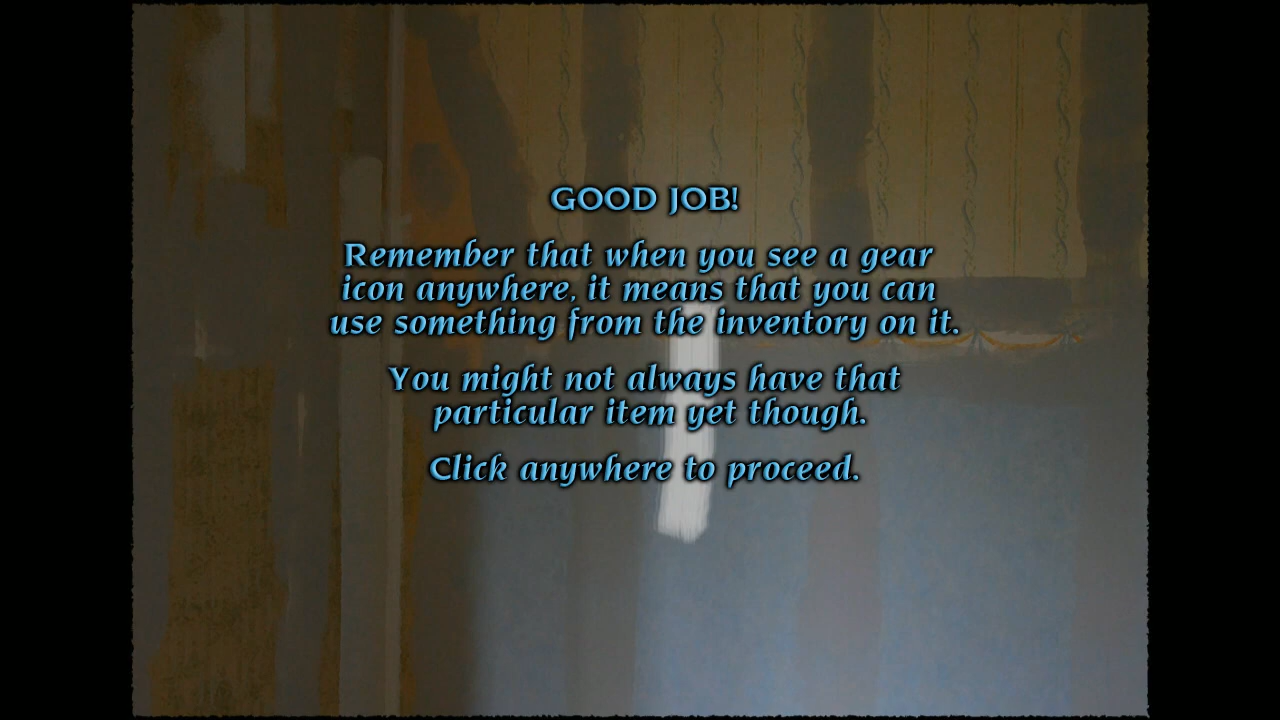 GOOD JOB!
Remember that when you see a gear
icon anywhere, it means that you can
use something from the inventory on it.
You might not always have that
particular item yet though.
Click anywhere to proceed.